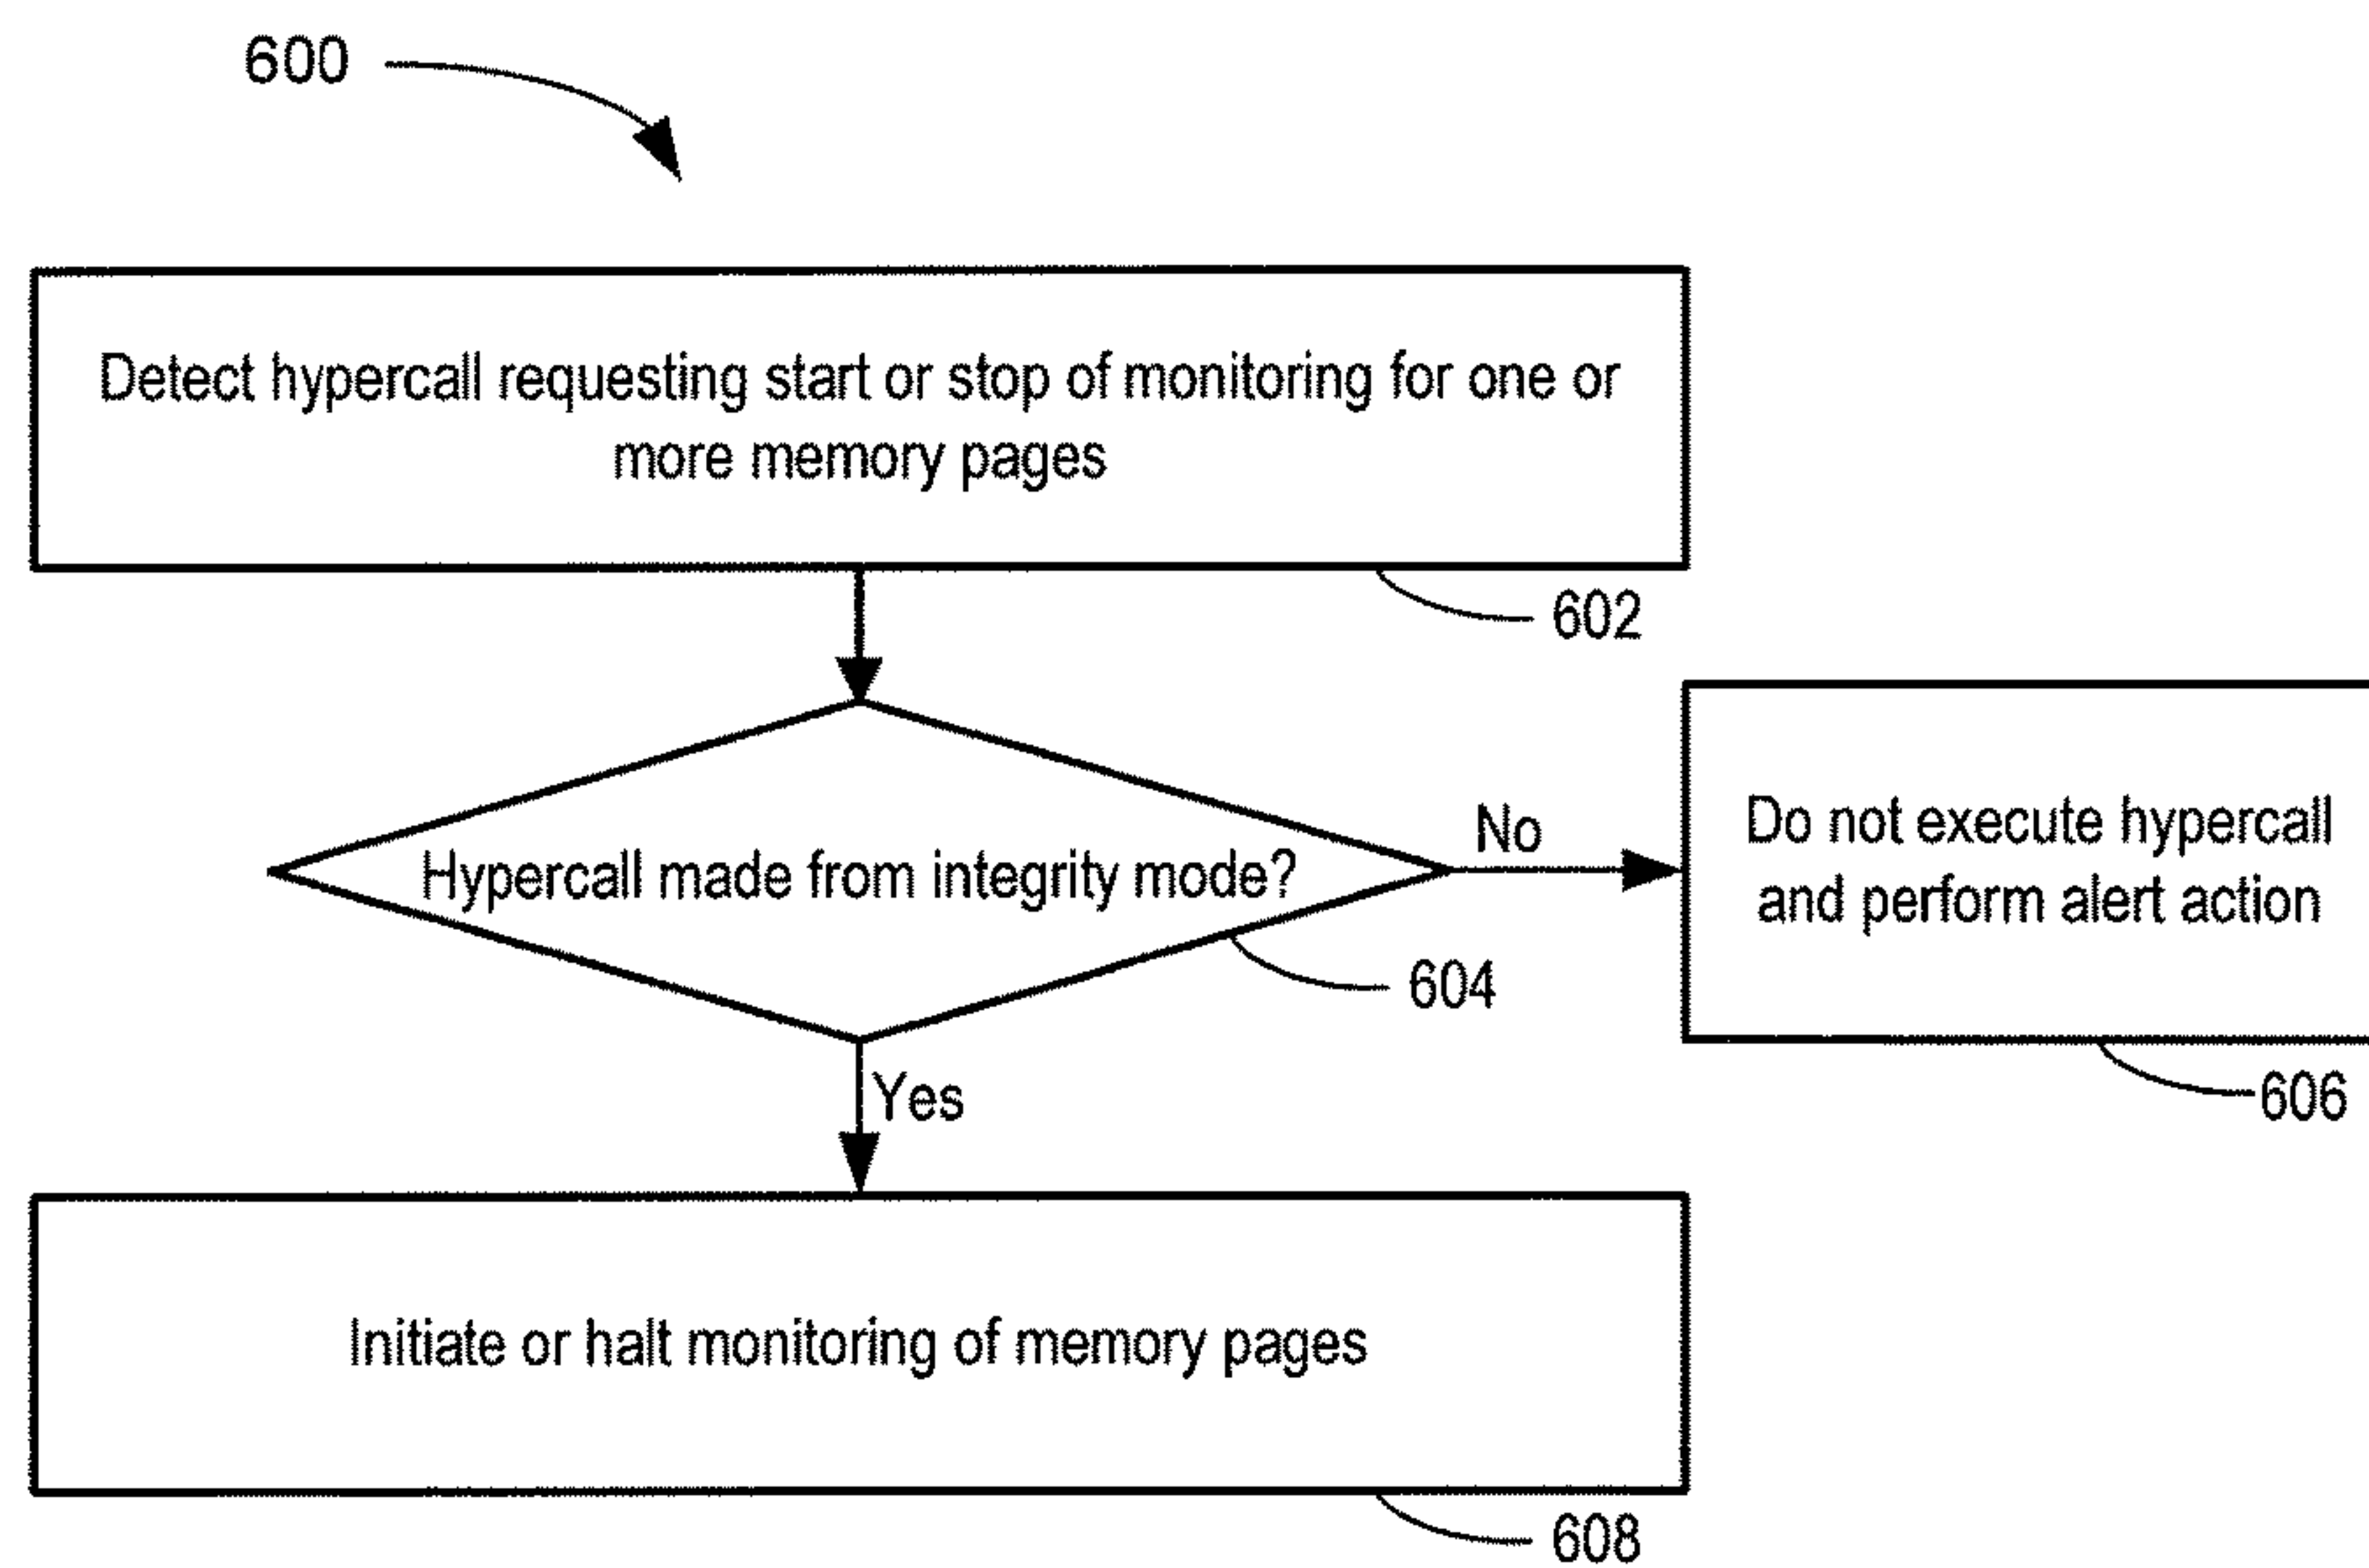 600
Detect hypercall requesting start or stop of monitoring for one or
more memory pages
602
Hypercall made from integrity mode?
No
604
Do not execute hypercall
and perform alert action
606
Yes
Initiate or halt monitoring of memory pages
608